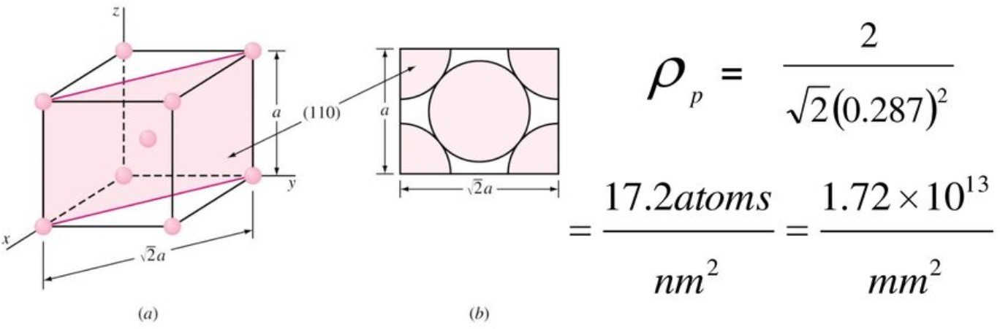 z
a
(110)
y
x
√2a
(a)
a
√2a
(b)
ρp = 2 / √2(0.287)²
= 17.2atoms / nm² = 1.72 × 10¹³ / mm²